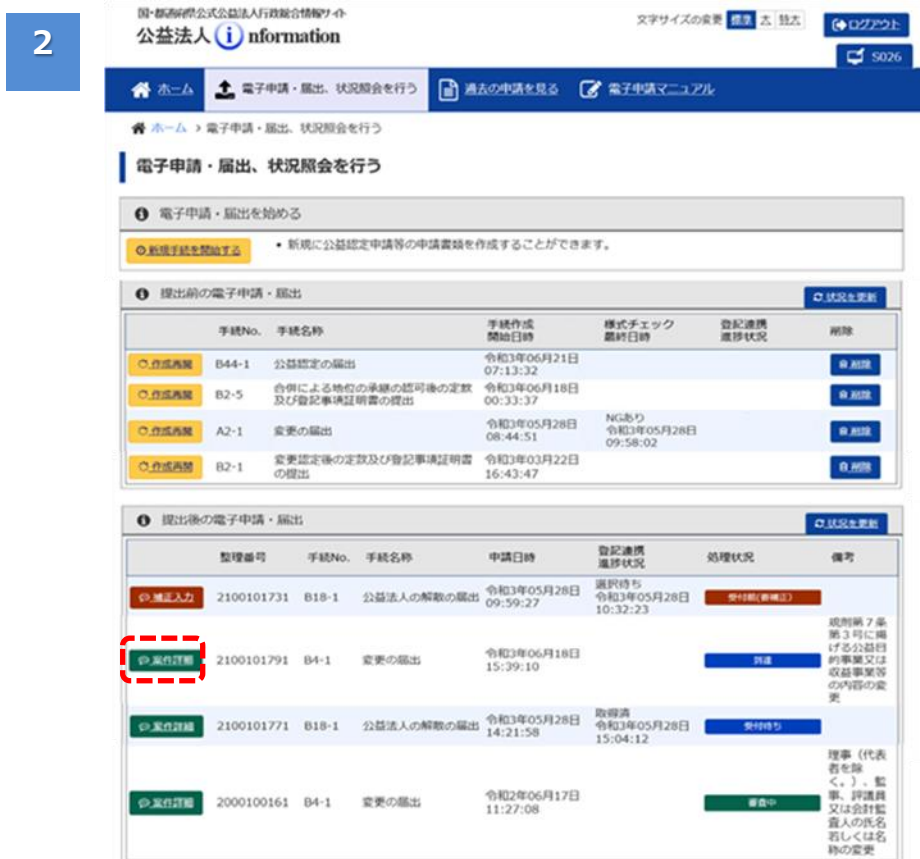 2
国・都道府県公式公益法人行政総合情報サイト
公益法人 information
文字サイズの変更 標準 太 特太
ログアウト
S026
ホーム 電子申請・届出、状況照会を行う 過去の申請を見る 電子申請マニュアル
ホーム > 電子申請・届出、状況照会を行う
電子申請・届出、状況照会を行う
電子申請・届出を始める
新規手続を開始する ・新規に公益認定申請等の申請書類を作成することができます。
提出前の電子申請・届出 状況を更新
手続No. 手続名称 手続作成 様式チェック 登記連携 削除
開始日時 最終日時 進捗状況
作成再開 B44-1 公益認定の届出 令和3年06月21日 削除
07:13:32
作成再開 B2-5 合併による地位の承継の認可後の定款 令和3年06月18日 削除
及び登記事項証明書の提出 00:33:37
作成再開 A2-1 変更の届出 令和3年05月28日 NGあり 削除
08:44:51 令和3年05月28日
09:58:02
作成再開 B2-1 変更認定後の定款及び登記事項証明書 令和3年03月22日 削除
の提出 16:43:47
提出後の電子申請・届出 状況を更新
整理番号 手続No. 手続名称 申請日時 登記連携 処理状況 備考
進捗状況
補正入力 2100101731 B18-1 公益法人の解散の届出 令和3年05月28日 選択待ち 受付前(要補正)
09:59:27 令和3年05月28日
10:32:23
案件詳細 2100101791 B4-1 変更の届出 令和3年06月18日 到達
15:39:10
規則第7条
第3号に掲
げる公益目
的事業又は
収益事業等
の内容の変
更
案件詳細 2100101771 B18-1 公益法人の解散の届出 令和3年05月28日 取得済 受付待ち
14:21:58 令和3年05月28日
15:04:12
案件詳細 2000100161 B4-1 変更の届出 令和2年06月17日 審査中
11:27:08
理事（代表
者を除
く。）、監
事、評議員
又は会計監
査人の氏名
若しくは名
称の変更